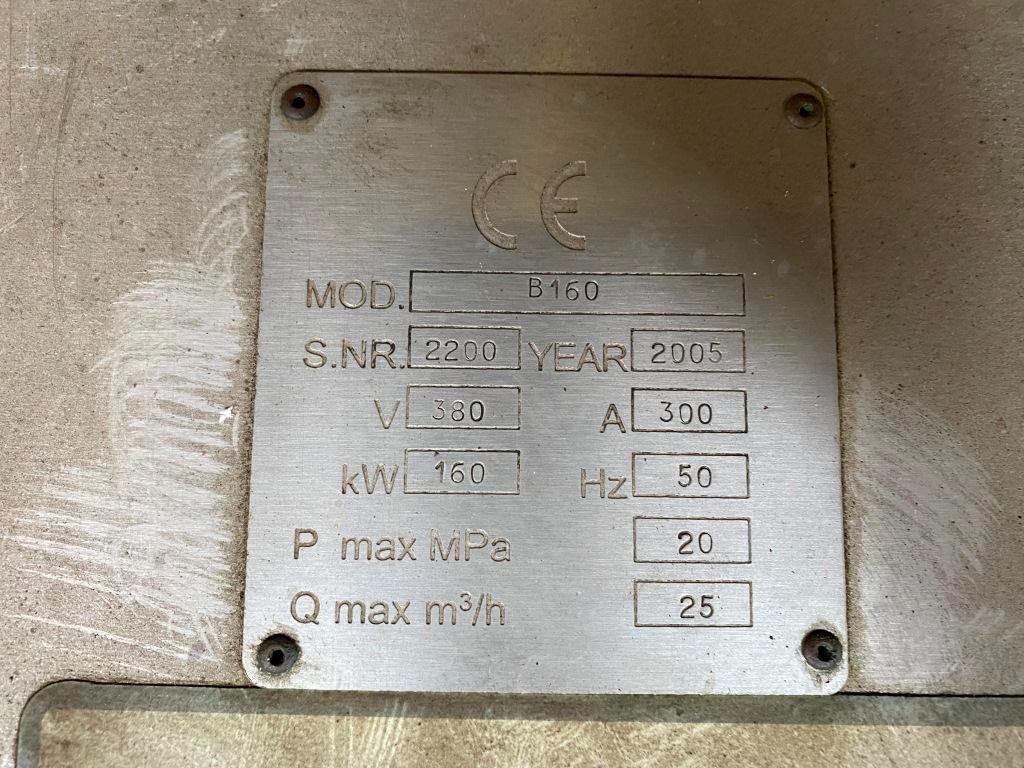 CE
MOD. B160
S.NR. 2200 YEAR 2005
V 380 A 300
kW 160 Hz 50
P max MPa 20
Q max m³/h 25